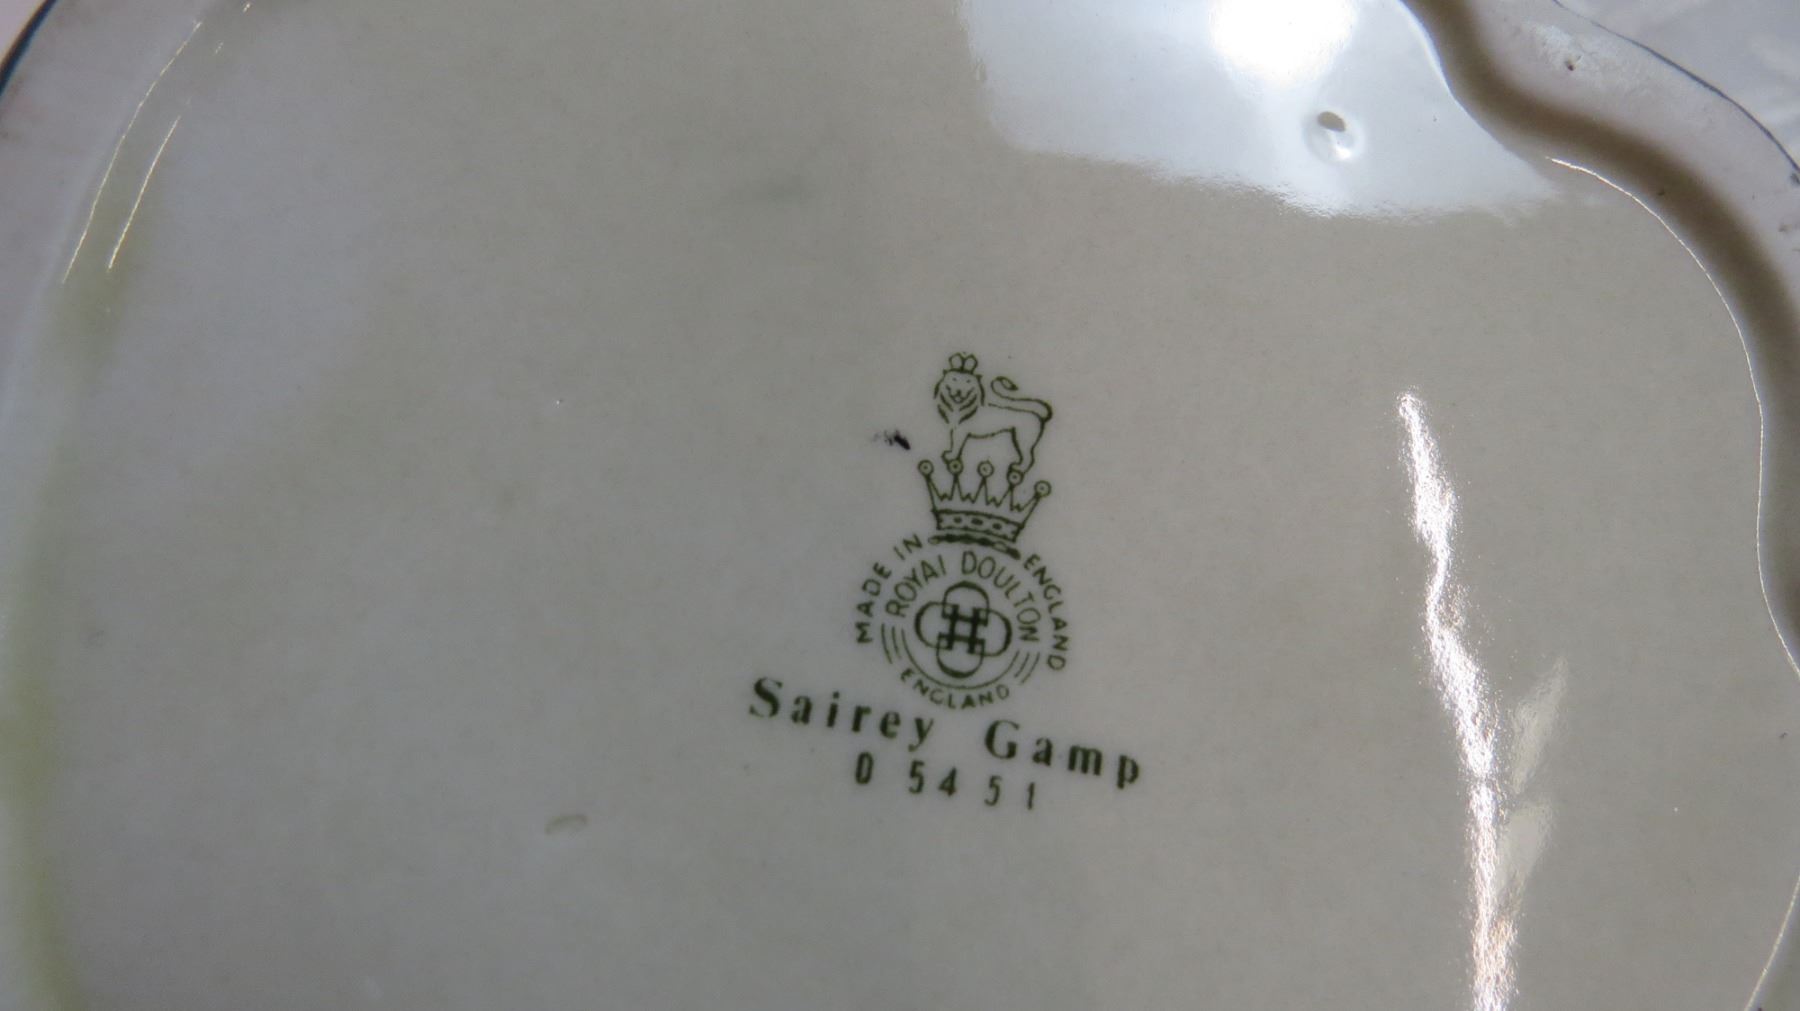 MADE IN ENGLAND
ROYAL DOULTON
ENGLAND
Sairey Gamp
D 5451